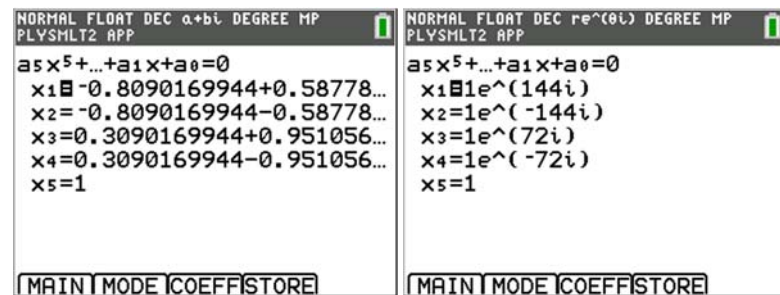 NORMAL FLOAT DEC a+bi DEGREE MP
PLYSMLT2 APP
a5x⁵+…+a1x+a0=0
x1=-0.8090169944+0.58778…
x2=-0.8090169944-0.58778…
x3=0.3090169944+0.951056…
x4=0.3090169944-0.951056…
x5=1
MAIN MODE COEFF STORE
NORMAL FLOAT DEC re^(θi) DEGREE MP
PLYSMLT2 APP
a5x⁵+…+a1x+a0=0
x1=1e^(144i)
x2=1e^(-144i)
x3=1e^(72i)
x4=1e^(-72i)
x5=1
MAIN MODE COEFF STORE